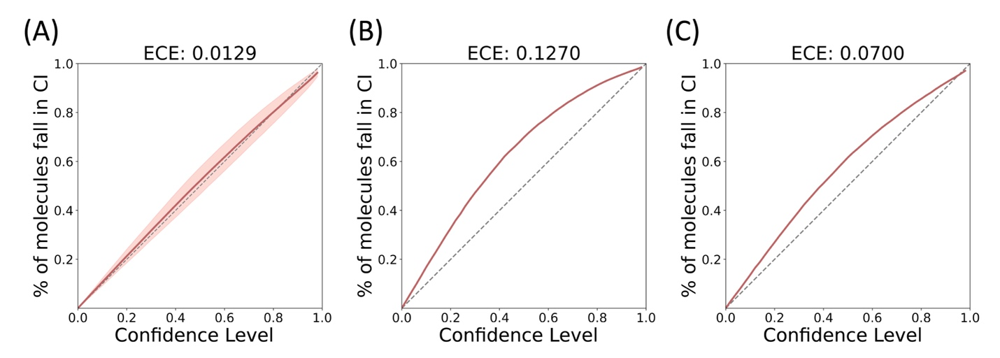 (A)
ECE: 0.0129
% of molecules fall in CI
1.0
0.8
0.6
0.4
0.2
0.0 0.2 0.4 0.6 0.8 1.0
Confidence Level
(B)
ECE: 0.1270
% of molecules fall in CI
1.0
0.8
0.6
0.4
0.2
0.0 0.2 0.4 0.6 0.8 1.0
Confidence Level
(C)
ECE: 0.0700
% of molecules fall in CI
1.0
0.8
0.6
0.4
0.2
0.0 0.2 0.4 0.6 0.8 1.0
Confidence Level